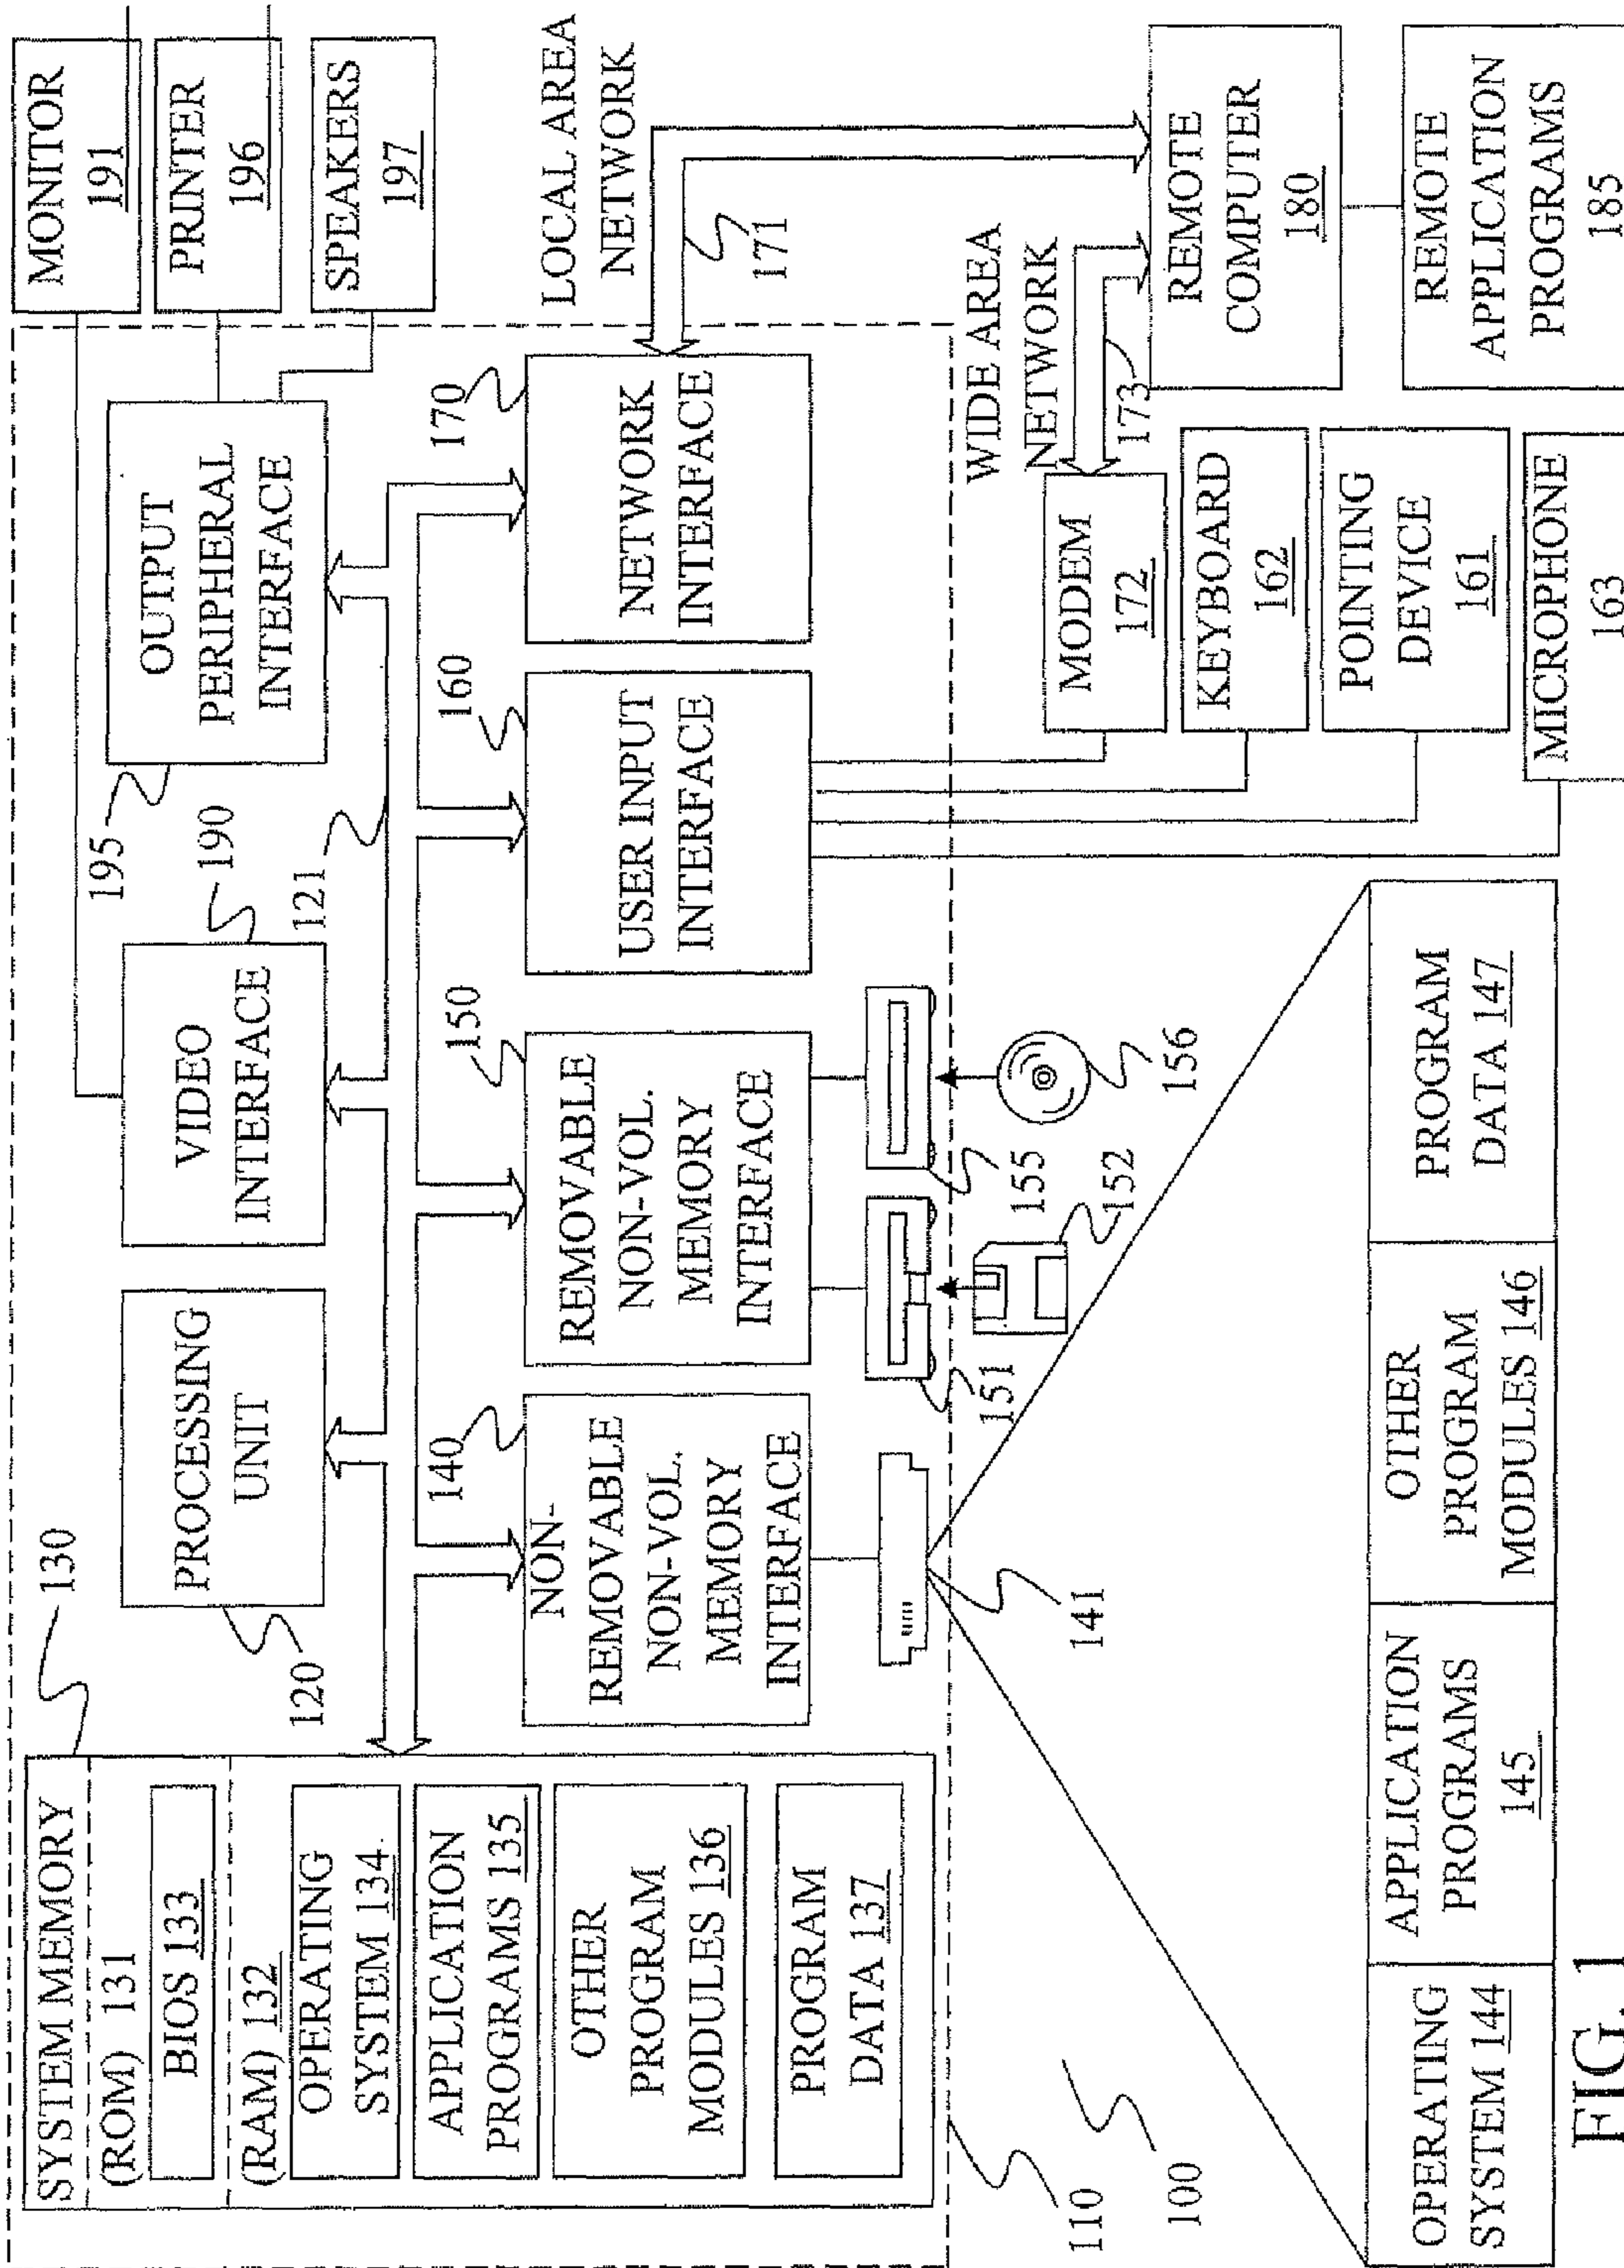 SYSTEM MEMORY
(ROM) 131
BIOS 133
(RAM) 132
OPERATING
SYSTEM 134
APPLICATION
PROGRAMS 135
OTHER
PROGRAM
MODULES 136
PROGRAM
DATA 137
130
120
PROCESSING
UNIT
VIDEO
INTERFACE
190
121
195
OUTPUT
PERIPHERAL
INTERFACE
MONITOR
191
PRINTER
196
SPEAKERS
197
140
NON-
REMOVABLE
NON-VOL.
MEMORY
INTERFACE
150
REMOVABLE
NON-VOL.
MEMORY
INTERFACE
160
USER INPUT
INTERFACE
170
NETWORK
INTERFACE
LOCAL AREA
NETWORK
171
141
151
152
155
156
WIDE AREA
NETWORK
173
MODEM
172
KEYBOARD
162
POINTING
DEVICE
161
MICROPHONE
163
REMOTE
COMPUTER
180
REMOTE
APPLICATION
PROGRAMS
185
110
100
OPERATING
SYSTEM 144
APPLICATION
PROGRAMS
145
OTHER
PROGRAM
MODULES 146
PROGRAM
DATA 147
FIG. 1